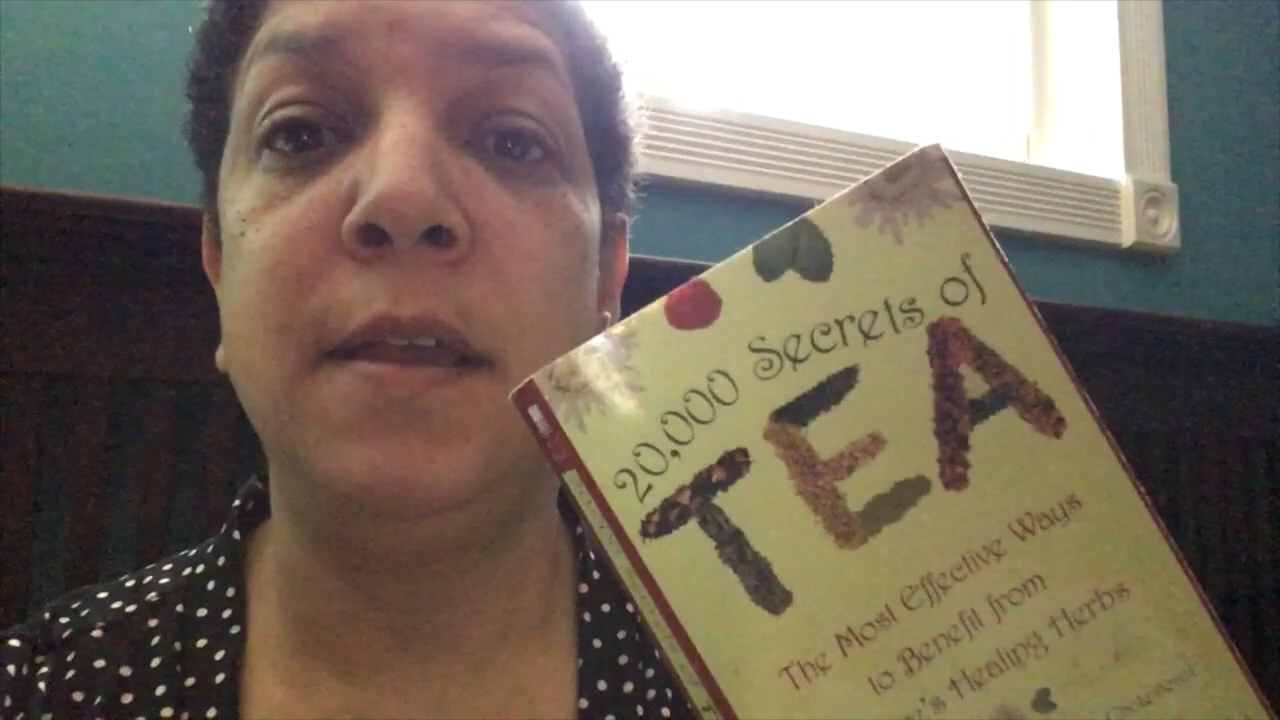 20,000 Secrets of
TEA
The Most Effective Ways
to Benefit from
Healing Herbs